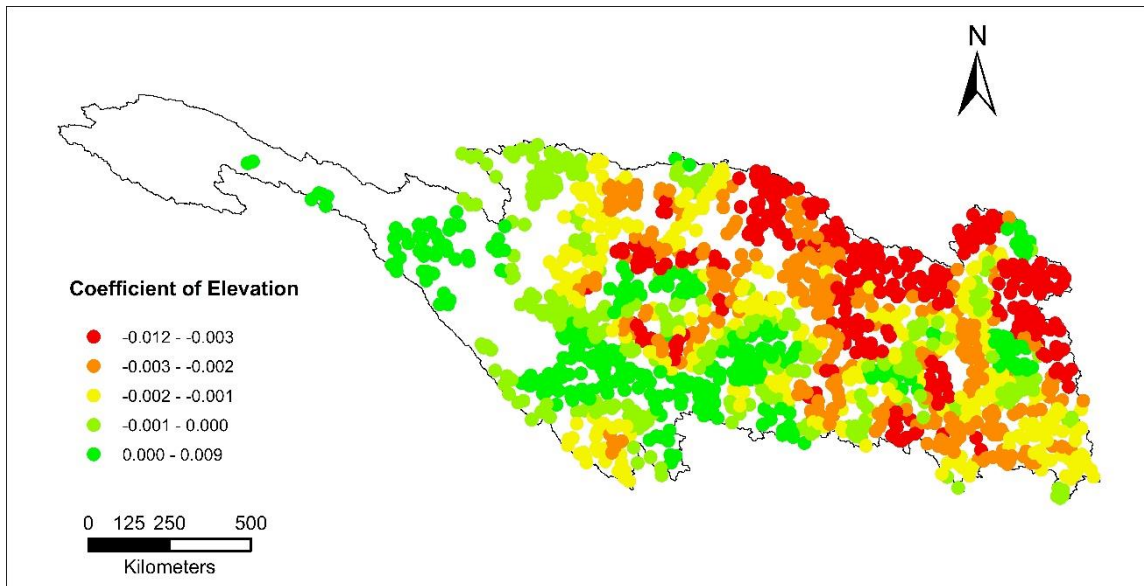 N
Coefficient of Elevation
-0.012 - -0.003
-0.003 - -0.002
-0.002 - -0.001
-0.001 - 0.000
0.000 - 0.009
0 125 250 500
Kilometers